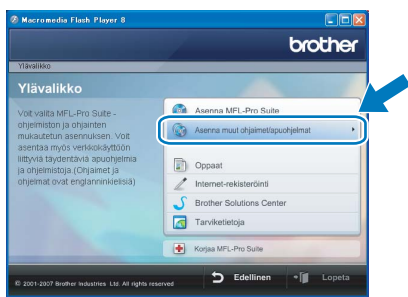 Macromedia Flash Player 8
brother
Ylävalikko
Ylävalikko
Voit valita MFL-Pro Suite -
ohjelmiston ja ohjainten
mukautetun asennuksen. Voit
asentaa myös verkkokäyttöön
liittyviä täydentäviä apuohjelmia
ja ohjelmistoja.(Ohjaimet ja
ohjelmat ovat englanninkielisiä)
Asenna MFL-Pro Suite
Asenna muut ohjaimet/apuohjelmat
Oppaat
Internet-rekisteröinti
Brother Solutions Center
Tarviketietoja
Korjaa MFL-Pro Suite
© 2001-2007 Brother Industries Ltd. All rights reserved
Edellinen
Lopeta